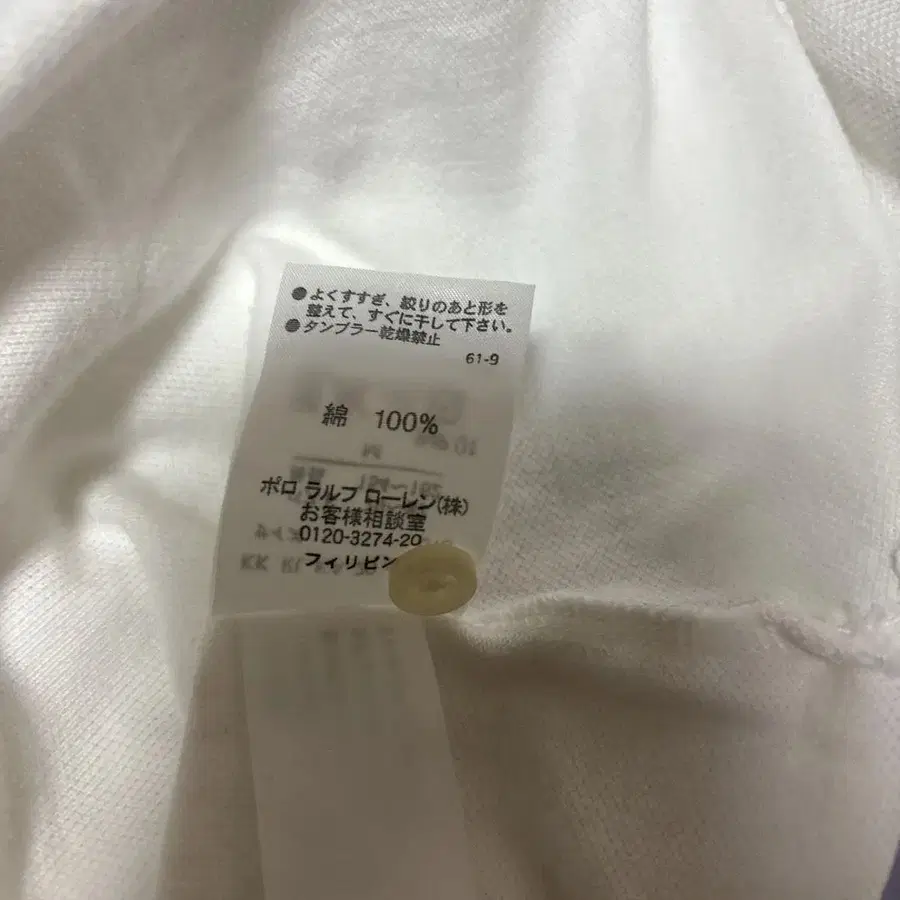 ●よくすすぎ、絞りのあと形を
整えて、すぐに干して下さい。
●タンブラー乾燥禁止
61-9
綿 100%
ポロ ラルフ ローレン(株)
お客様相談室
0120-3274-20
フィリピン